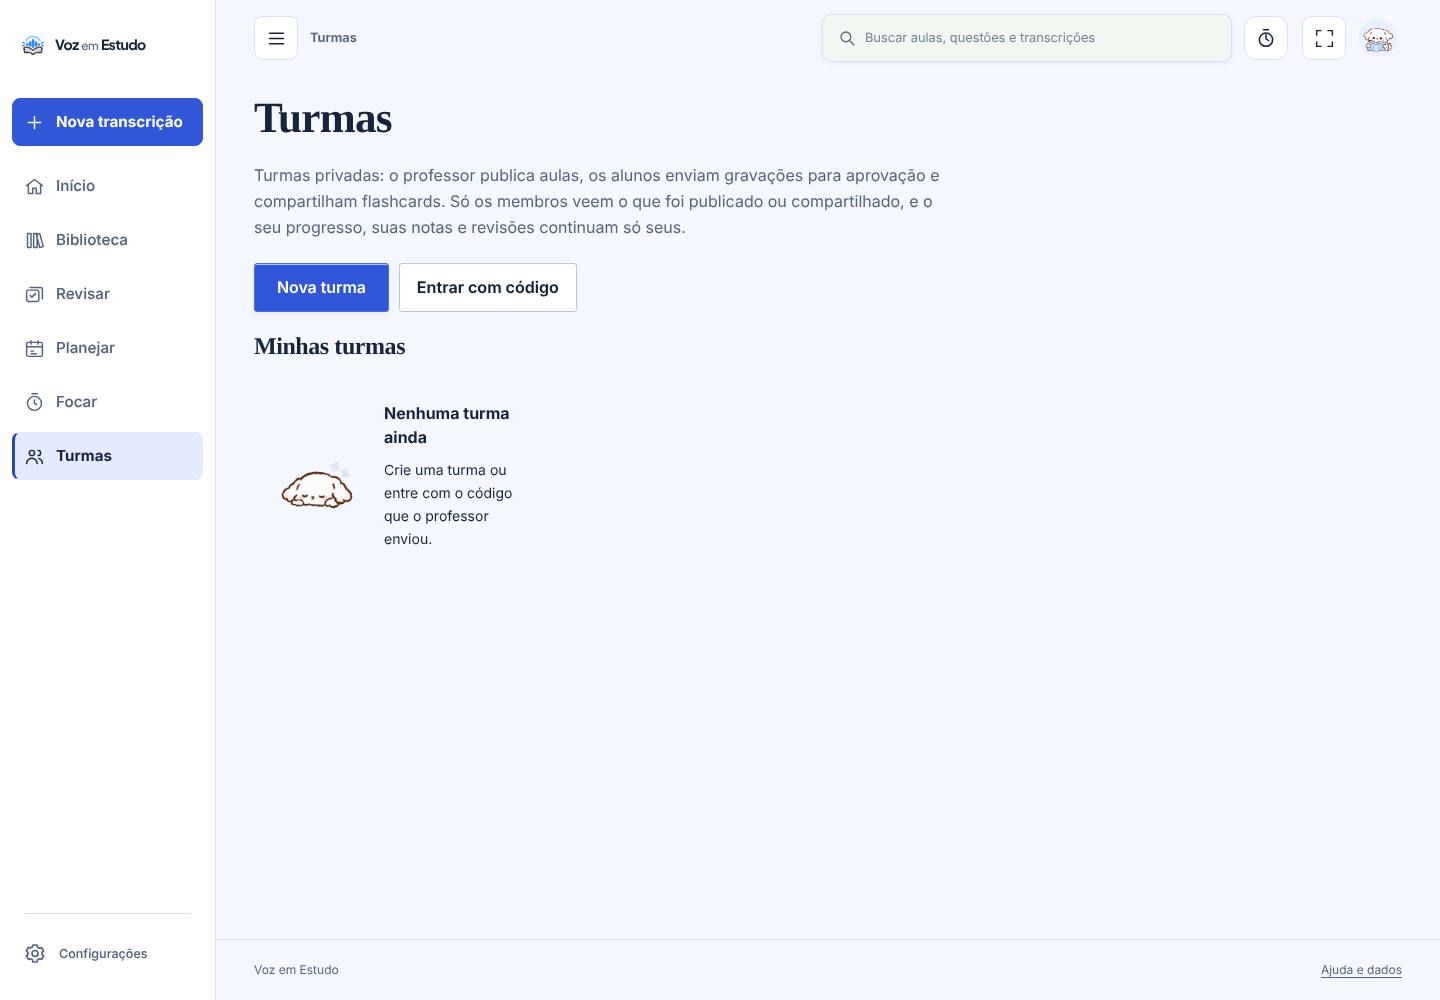 Voz em Estudo
Turmas
Buscar aulas, questões e transcrições
Nova transcrição
Início
Biblioteca
Revisar
Planejar
Focar
Turmas
Configurações
Turmas
Turmas privadas: o professor publica aulas, os alunos enviam gravações para aprovação e
compartilham flashcards. Só os membros veem o que foi publicado ou compartilhado, e o
seu progresso, suas notas e revisões continuam só seus.
Nova turma
Entrar com código
Minhas turmas
Nenhuma turma
ainda
Crie uma turma ou
entre com o código
que o professor
enviou.
Voz em Estudo
Ajuda e dados